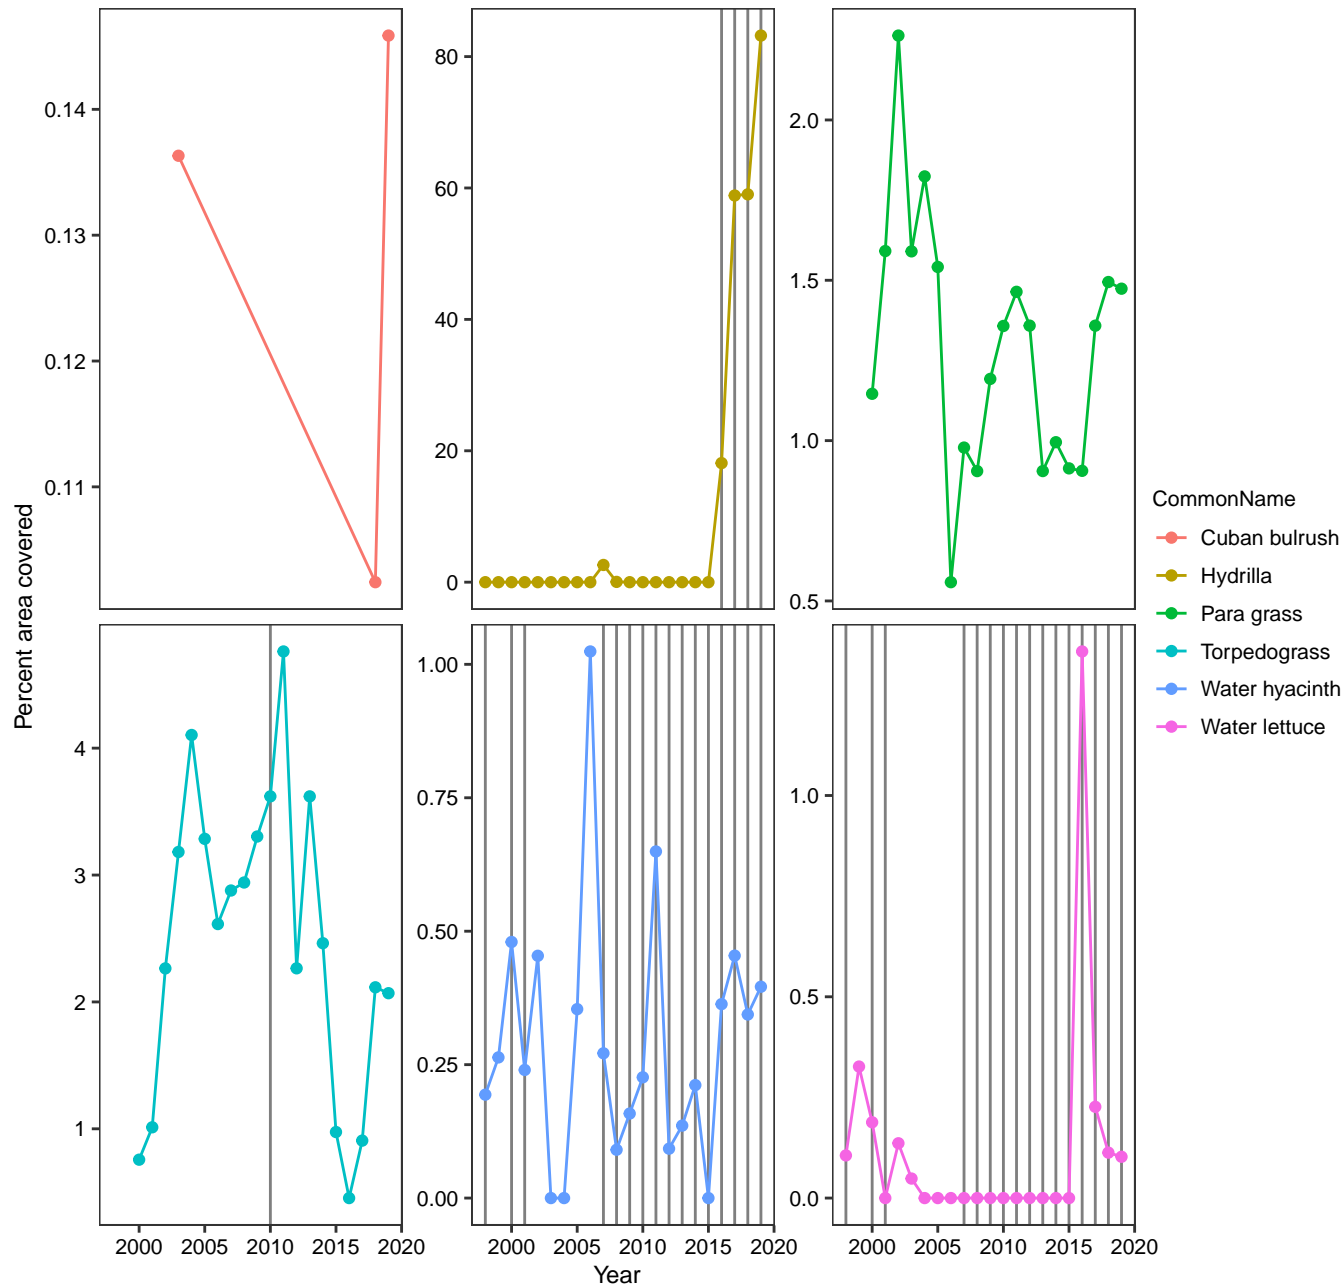 0.14
0.13
0.12
0.11
80
60
40
20
0
2.0
1.5
1.0
0.5
Percent area covered
4
3
2
1
1.00
0.75
0.50
0.25
0.00
1.0
0.5
0.0
2000 2005 2010 2015 2020
2000 2005 2010 2015 2020
2000 2005 2010 2015 2020
Year
CommonName
Cuban bulrush
Hydrilla
Para grass
Torpedograss
Water hyacinth
Water lettuce